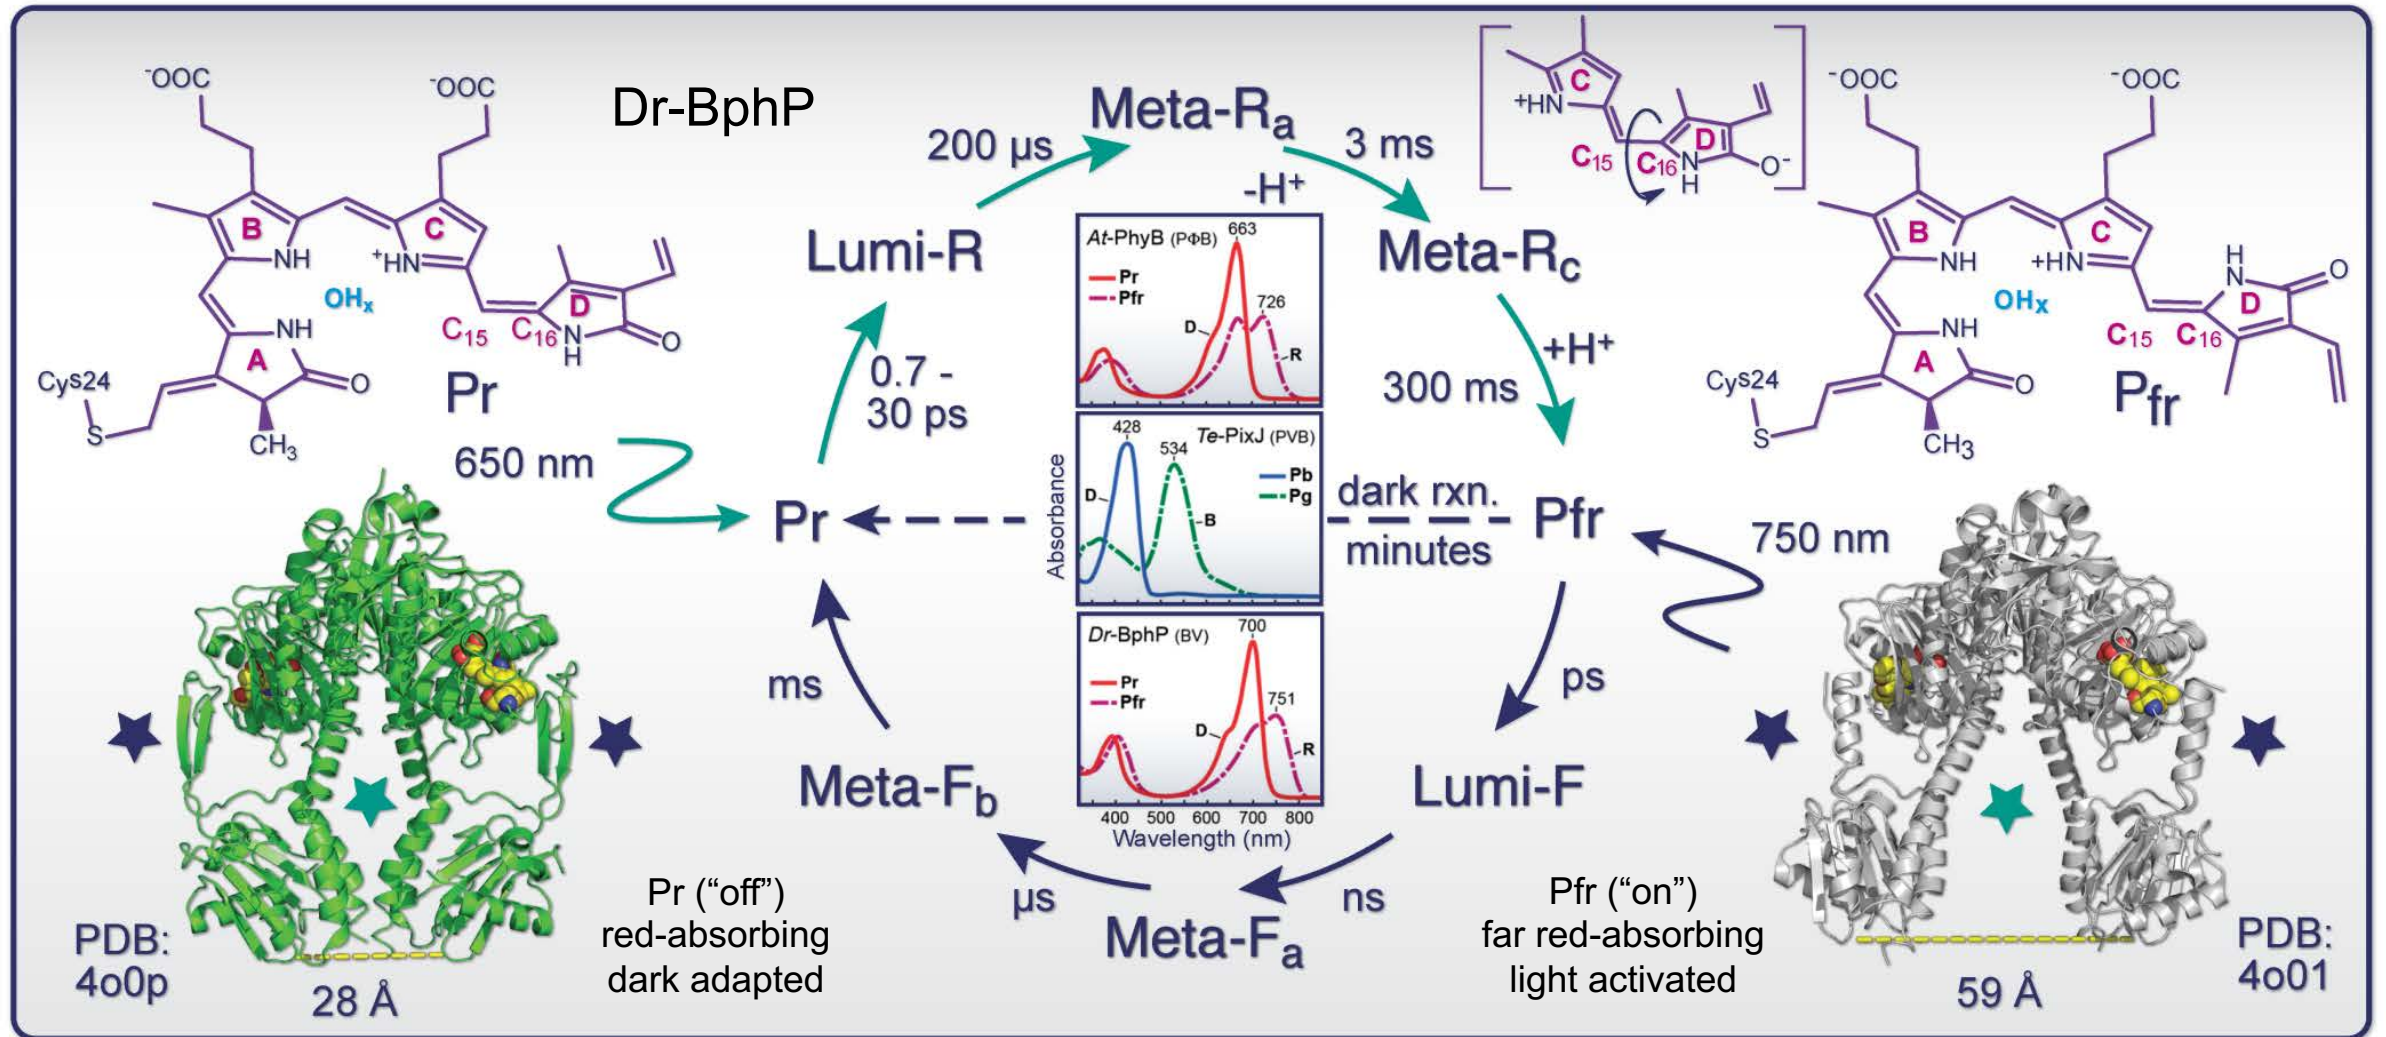 Dr-BphP
⁻OOC
⁻OOC
B
C
NH
⁺HN
OHₓ
NH
A
D
C₁₅
C₁₆
N
H
O
O
Cys24
S
CH₃
Pr
650 nm
Pr
0.7 -
30 ps
Lumi-R
200 µs
Meta-Rₐ
3 ms
-H⁺
Meta-R꜀
+H⁺
300 ms
Pfr
dark rxn.
minutes
750 nm
ps
Lumi-F
ns
Meta-Fₐ
µs
Meta-F_b
ms
C
⁺HN
C₁₅
C₁₆
D
N
H
O⁻
⁻OOC
⁻OOC
B
C
NH
+HN
OHₓ
H
N
D
O
C₁₅
C₁₆
NH
A
O
Cys24
S
CH₃
Pfr
At-PhyB (PΦB)
663
Pr
Pfr
726
D
R
428
Te-PixJ (PVB)
534
Pb
Pg
D
B
Absorbance
Dr-BphP (BV)
700
Pr
Pfr
751
D
R
400 500 600 700 800
Wavelength (nm)
PDB:
4o0p
28 Å
Pr (“off”)
red-absorbing
dark adapted
Pfr (“on”)
far red-absorbing
light activated
59 Å
PDB:
4o01